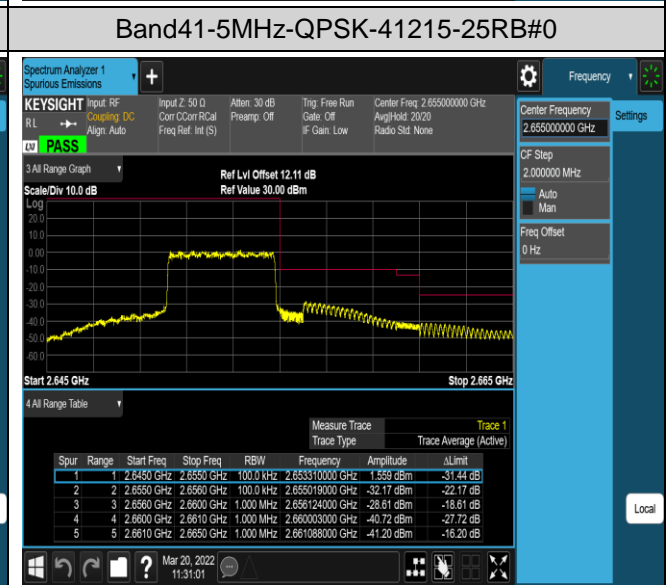 Band41-5MHz-QPSK-41215-25RB#0
Spectrum Analyzer 1
Spurious Emissions
+
Frequency
KEYSIGHT
RL
LXI
PASS
Input: RF
Coupling: DC
Align: Auto
Input Z: 50 Ω
Corr CCorr RCal
Freq Ref: Int (S)
Atten: 30 dB
Preamp: Off
Trig: Free Run
Gate: Off
IF Gain: Low
Center Freq: 2.655000000 GHz
Avg|Hold: 20/20
Radio Std: None
Center Frequency
2.655000000 GHz
Settings
CF Step
2.000000 MHz
Auto
Man
Freq Offset
0 Hz
3 All Range Graph
Ref Lvl Offset 12.11 dB
Scale/Div 10.0 dB
Ref Value 30.00 dBm
Log
20.0
10.0
0.00
-10.0
-20.0
-30.0
-40.0
-50.0
-60.0
Start 2.645 GHz
Stop 2.665 GHz
4 All Range Table
Measure Trace Trace 1
Trace Type Trace Average (Active)
Spur Range Start Freq Stop Freq RBW Frequency Amplitude ΔLimit
1 1 2.6450 GHz 2.6550 GHz 100.0 kHz 2.653310000 GHz 1.559 dBm -31.44 dB
2 2 2.6550 GHz 2.6560 GHz 100.0 kHz 2.655019000 GHz -32.17 dBm -22.17 dB
3 3 2.6560 GHz 2.6600 GHz 1.000 MHz 2.656124000 GHz -28.61 dBm -18.61 dB
4 4 2.6600 GHz 2.6610 GHz 1.000 MHz 2.660003000 GHz -40.72 dBm -27.72 dB
5 5 2.6610 GHz 2.6650 GHz 1.000 MHz 2.661088000 GHz -41.20 dBm -16.20 dB
Local
?
Mar 20, 2022
11:31:01